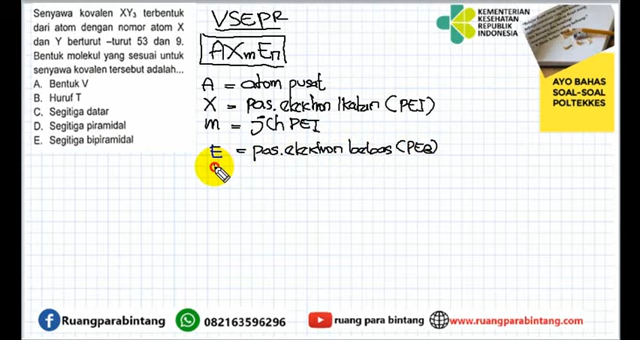 Senyawa kovalen XY₃ terbentuk
dari atom dengan nomor atom X
dan Y berturut –turut 53 dan 9.
Bentuk molekul yang sesuai untuk
senyawa kovalen tersebut adalah...
A. Bentuk V
B. Huruf T
C. Segitiga datar
D. Segitiga piramidal
E. Segitiga bipiramidal
VSEPR
AXmEn
A = atom pusat
X = pas. elektron Ikatan (PEI)
m = jlh PEI
E = pas. elektron bebas (PEB)
KEMENTERIAN
KESEHATAN
REPUBLIK
INDONESIA
AYO BAHAS
SOAL-SOAL
POLTEKKES
Ruangparabintang
082163596296
ruang para bintang
www.ruangparabintang.com